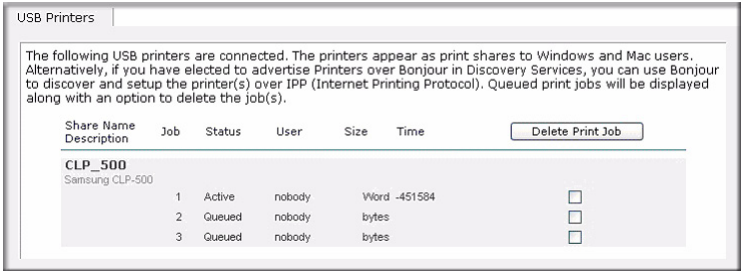 USB Printers
The following USB printers are connected. The printers appear as print shares to Windows and Mac users.
Alternatively, if you have elected to advertise Printers over Bonjour in Discovery Services, you can use Bonjour
to discover and setup the printer(s) over IPP (Internet Printing Protocol). Queued print jobs will be displayed
along with an option to delete the job(s).
Share Name
Description Job Status User Size Time Delete Print Job
CLP_500
Samsung CLP-500
1 Active nobody Word -451584
2 Queued nobody bytes
3 Queued nobody bytes